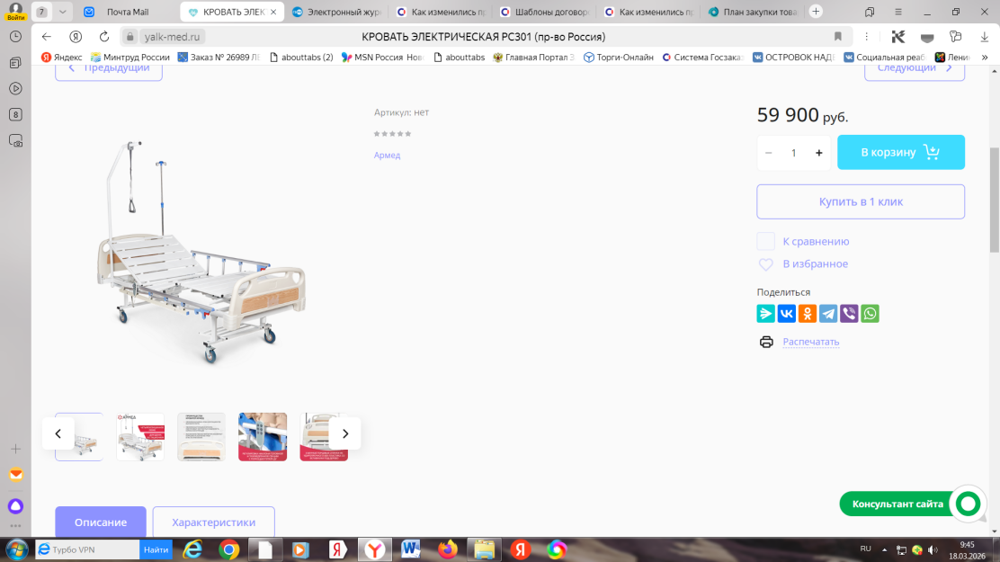 Войти
7
Почта Mail
КРОВАТЬ ЭЛЕК
Электронный жур
Как изменились пр
Шаблоны договор
Как изменились пр
План закупки това
yalk-med.ru
КРОВАТЬ ЭЛЕКТРИЧЕСКАЯ РС301 (пр-во Россия)
Яндекс
Минтруд России
Заказ № 26989 ЛЕ
abouttabs (2)
MSN Россия Нов
abouttabs
Главная Портал З
Торги-Онлайн
Система Госзаказ
ОСТРОВОК НАД
Социальная реаб
Лени
8
Предыдущий
Следующий
Артикул: нет
Армед
59 900 руб.
1
В корзину
Купить в 1 клик
К сравнению
В избранное
Поделиться
Распечатать
Консультант сайта
Описание
Характеристики
Турбо VPN
Найти
RU
9:45
18.03.2026